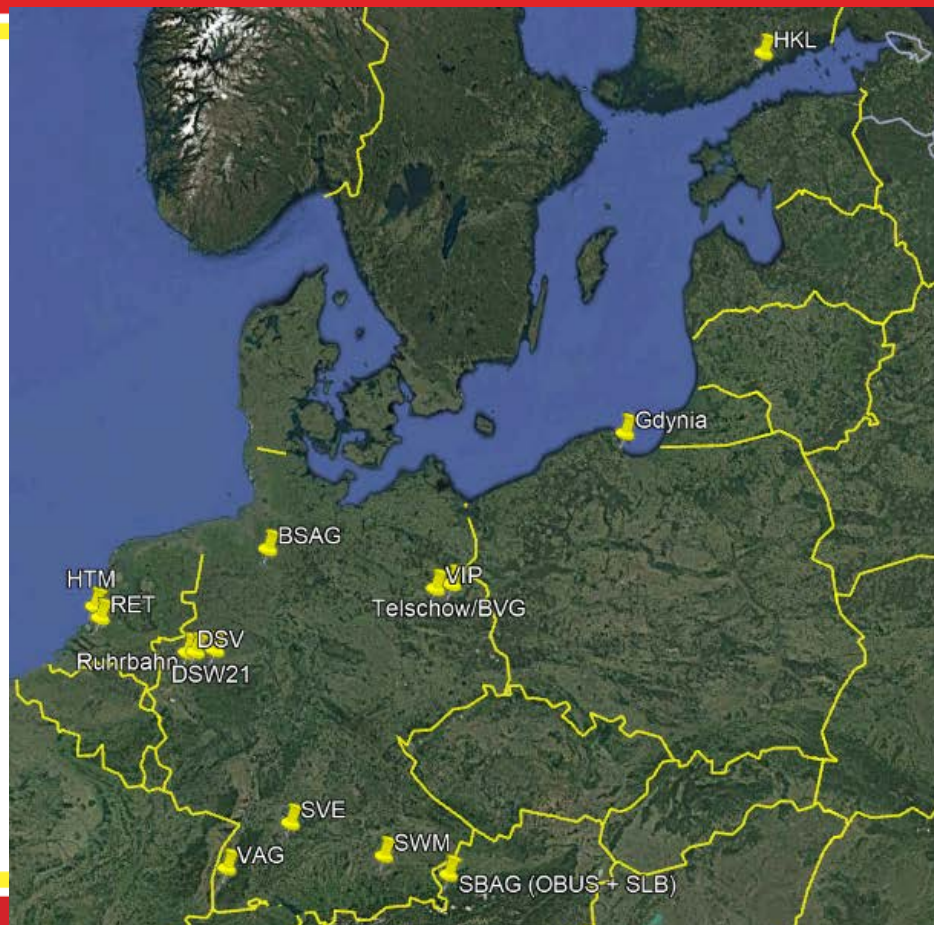 HKL
Gdynia
BSAG
VIP
HTM
RET
Telschow/BVG
DSV
Ruhrbahn
DSW21
SVE
SWM
VAG
SBAG (OBUS + SLB)